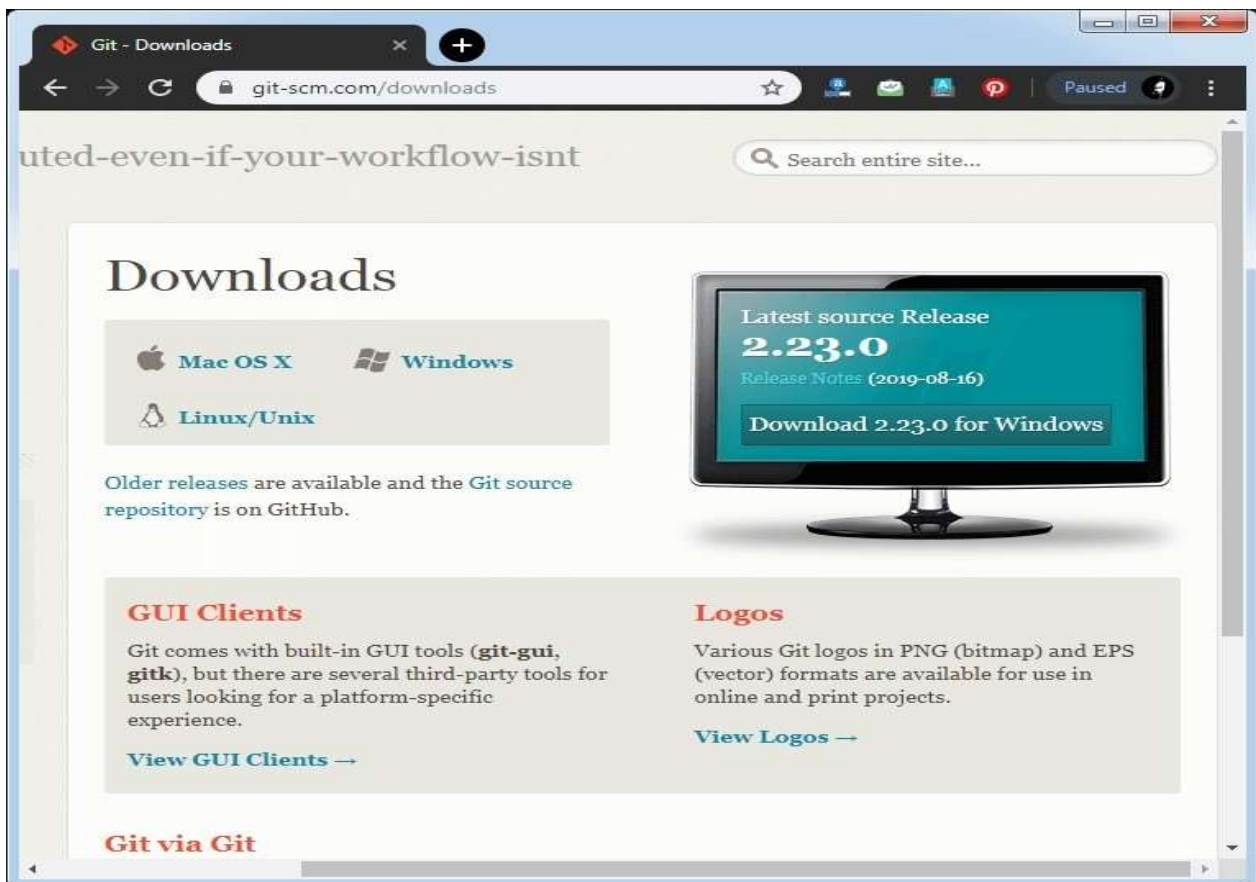 Git - Downloads
git-scm.com/downloads
Paused
uted-even-if-your-workflow-isnt
Search entire site...
Downloads
Mac OS X
Windows
Linux/Unix
Older releases are available and the Git source
repository is on GitHub.
Latest source Release
2.23.0
Release Notes (2019-08-16)
Download 2.23.0 for Windows
GUI Clients
Git comes with built-in GUI tools (git-gui,
gitk), but there are several third-party tools for
users looking for a platform-specific
experience.
View GUI Clients →
Logos
Various Git logos in PNG (bitmap) and EPS
(vector) formats are available for use in
online and print projects.
View Logos →
Git via Git